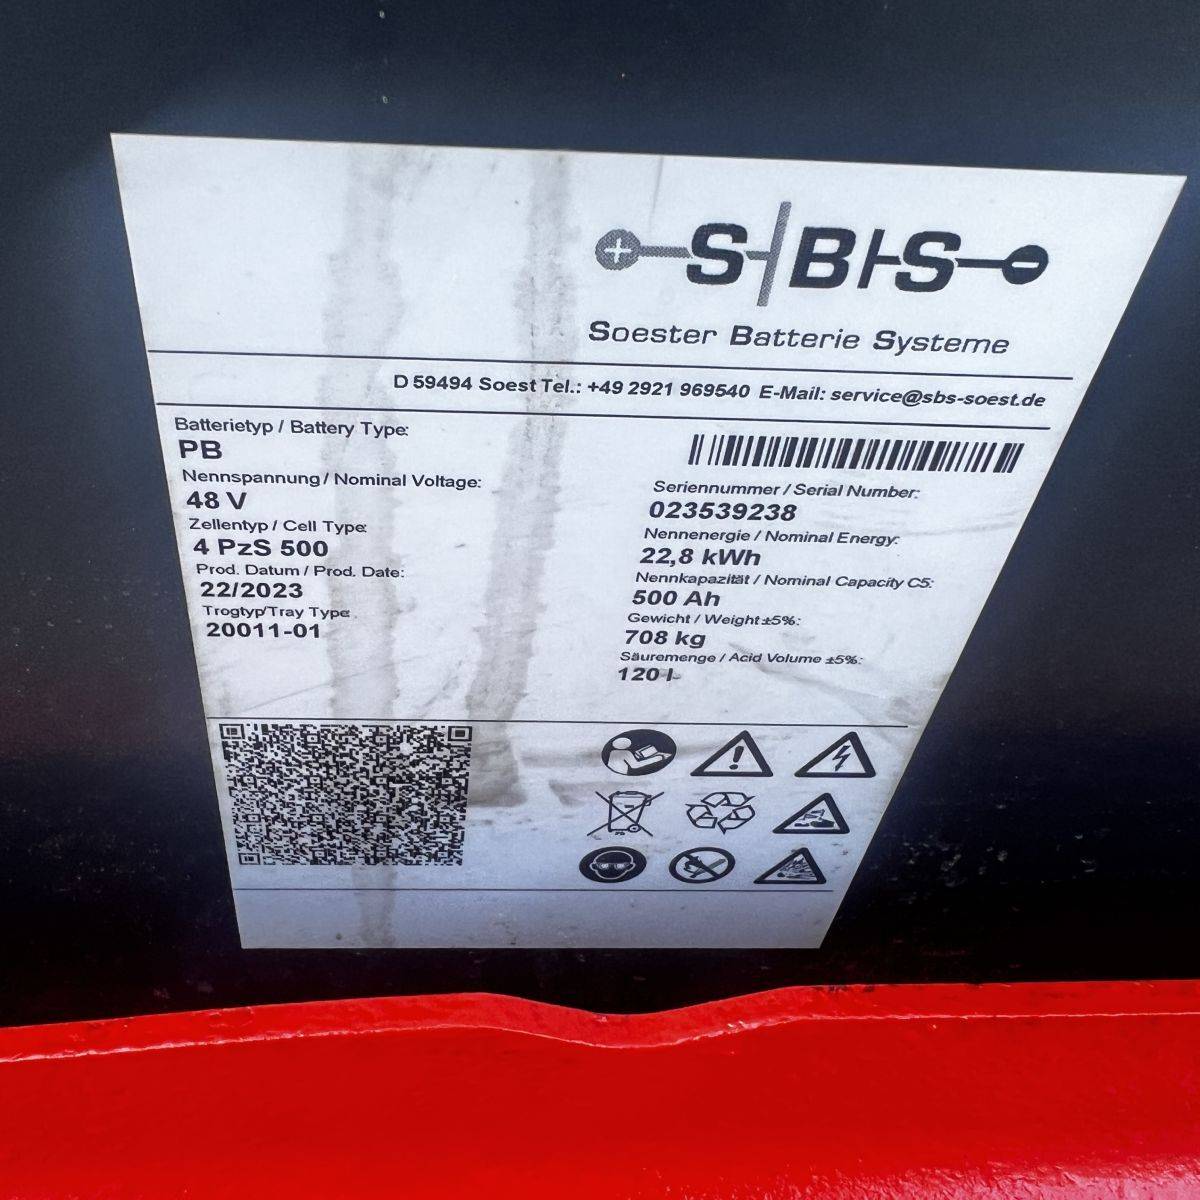 S B S
Soester Batterie Systeme
D 59494 Soest Tel.: +49 2921 969540 E-Mail: service@sbs-soest.de
Batterietyp / Battery Type:
PB
Nennspannung / Nominal Voltage:
48 V
Zellentyp / Cell Type:
4 PzS 500
Prod. Datum / Prod. Date:
22/2023
Trogtyp/Tray Type:
20011-01
Seriennummer / Serial Number:
023539238
Nennenergie / Nominal Energy:
22,8 kWh
Nennkapazität / Nominal Capacity C5:
500 Ah
Gewicht / Weight ±5%:
708 kg
Säuremenge / Acid Volume ±5%:
120 l